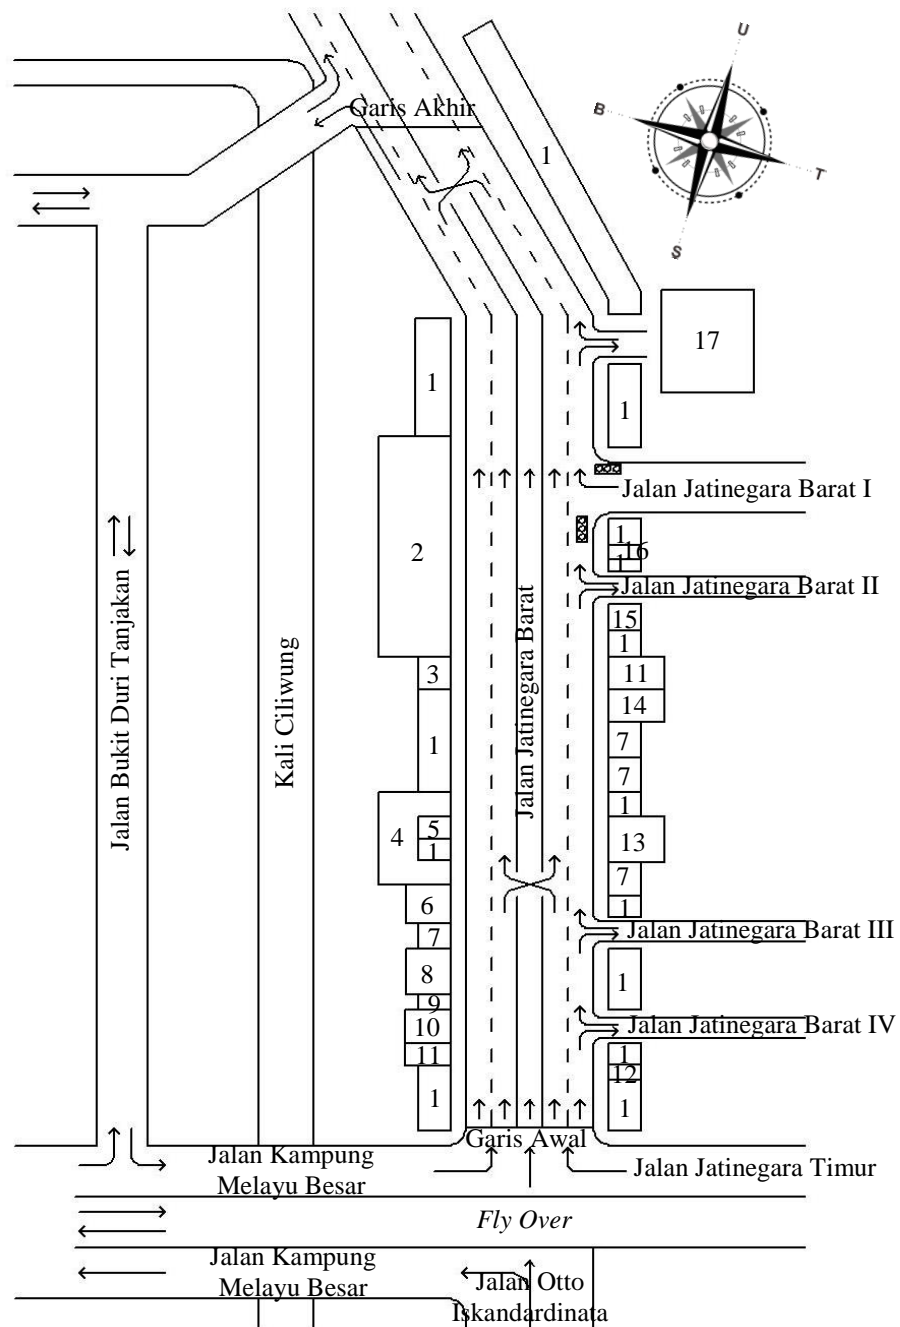 U
B
T
S
Garis Akhir
1
17
1
1
Jalan Jatinegara Barat I
1
16
1
2
Jalan Jatinegara Barat II
Jalan Bukit Duri Tanjakan
Kali Ciliwung
Jalan Jatinegara Barat
15
1
3
11
14
1
7
7
1
5
4
13
1
7
6
1
7
Jalan Jatinegara Barat III
8
1
9
10
Jalan Jatinegara Barat IV
11
1
12
1
1
Garis Awal
Jalan Kampung
Melayu Besar
Jalan Jatinegara Timur
Fly Over
Jalan Kampung
Melayu Besar
Jalan Otto
Iskandardinata